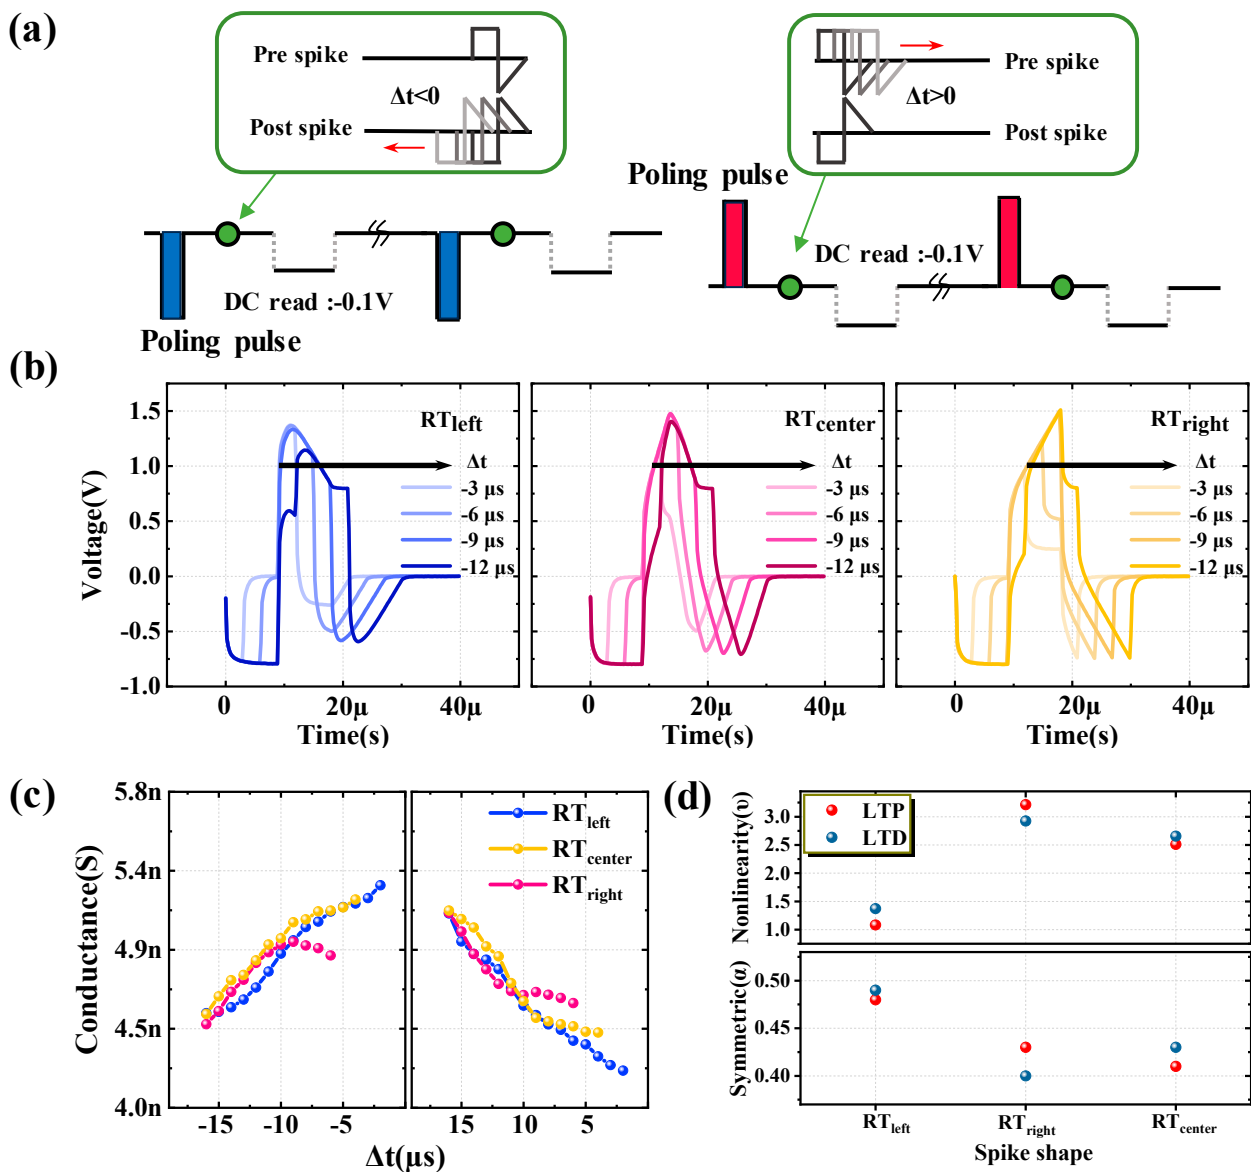 (a)
Pre spike
Δt<0
Post spike
Pre spike
Δt>0
Post spike
Poling pulse
DC read :-0.1V
DC read :-0.1V
Poling pulse
(b)
Voltage(V)
1.5
1.0
0.5
0.0
-0.5
-1.0
RTleft
Δt
-3 μs
-6 μs
-9 μs
-12 μs
0
20μ
40μ
Time(s)
RTcenter
Δt
-3 μs
-6 μs
-9 μs
-12 μs
0
20μ
40μ
Time(s)
RTright
Δt
-3 μs
-6 μs
-9 μs
-12 μs
0
20μ
40μ
Time(s)
(c)
Conductance(S)
5.8n
5.4n
4.9n
4.5n
4.0n
-15
-10
-5
15
10
5
RTleft
RTcenter
RTright
Δt(μs)
(d)
Nonlinearity(υ)
3.0
2.5
1.5
1.0
LTP
LTD
Symmetric(α)
0.50
0.45
0.40
RTleft
RTright
RTcenter
Spike shape